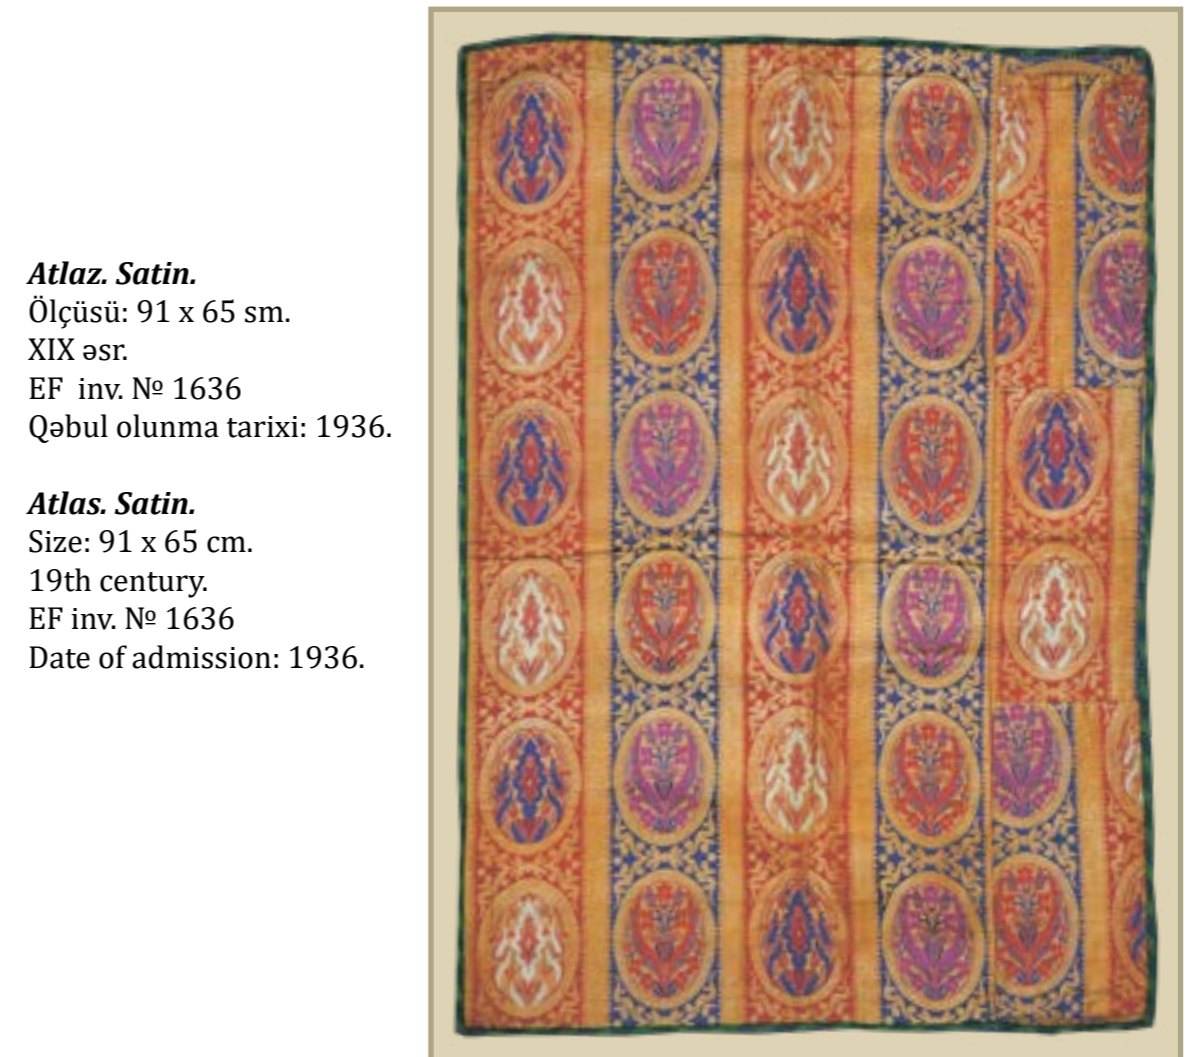 Atlaz. Satin.
Ölçüsü: 91 x 65 sm.
XIX əsr.
EF  inv. № 1636
Qəbul olunma tarixi: 1936.
Atlas. Satin.
Size: 91 x 65 cm.
19th century.
EF inv. № 1636
Date of admission: 1936.